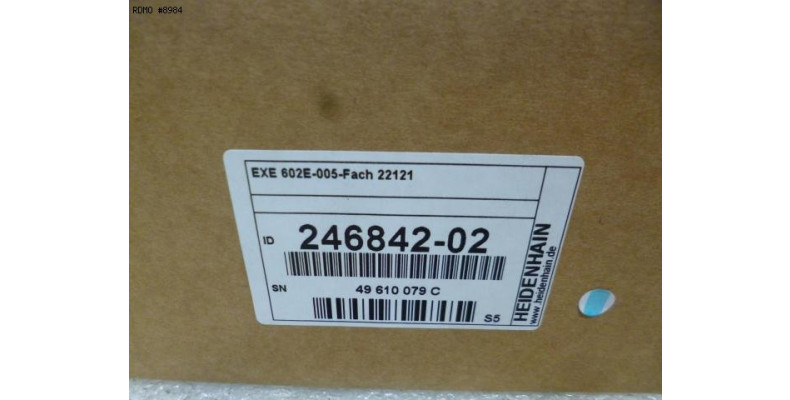 RDMO #8984
EXE 602E-005-Fach 22121
ID 246842-02
SN 49 610 079 C
S5
HEIDENHAIN
www.heidenhain.de